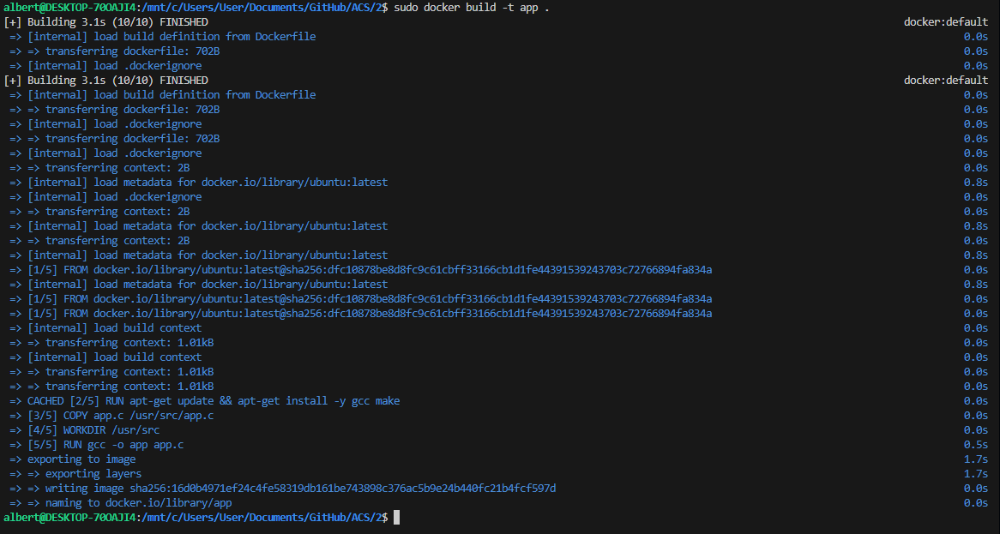 albert@DESKTOP-70OAJI4:/mnt/c/Users/User/Documents/GitHub/ACS/2$ sudo docker build -t app .
[+] Building 3.1s (10/10) FINISHED docker:default
=> [internal] load build definition from Dockerfile 0.0s
=> => transferring dockerfile: 702B 0.0s
=> [internal] load .dockerignore 0.0s
[+] Building 3.1s (10/10) FINISHED docker:default
=> [internal] load build definition from Dockerfile 0.0s
=> => transferring dockerfile: 702B 0.0s
=> [internal] load .dockerignore 0.0s
=> => transferring dockerfile: 702B 0.0s
=> [internal] load .dockerignore 0.0s
=> => transferring context: 2B 0.0s
=> [internal] load metadata for docker.io/library/ubuntu:latest 0.8s
=> [internal] load .dockerignore 0.0s
=> => transferring context: 2B 0.0s
=> [internal] load metadata for docker.io/library/ubuntu:latest 0.8s
=> => transferring context: 2B 0.0s
=> [internal] load metadata for docker.io/library/ubuntu:latest 0.8s
=> [1/5] FROM docker.io/library/ubuntu:latest@sha256:dfc10878be8d8fc9c61cbff33166cb1d1fe44391539243703c72766894fa834a 0.0s
=> [internal] load metadata for docker.io/library/ubuntu:latest 0.8s
=> [1/5] FROM docker.io/library/ubuntu:latest@sha256:dfc10878be8d8fc9c61cbff33166cb1d1fe44391539243703c72766894fa834a 0.0s
=> [1/5] FROM docker.io/library/ubuntu:latest@sha256:dfc10878be8d8fc9c61cbff33166cb1d1fe44391539243703c72766894fa834a 0.0s
=> [internal] load build context 0.0s
=> => transferring context: 1.01kB 0.0s
=> [internal] load build context 0.0s
=> => transferring context: 1.01kB 0.0s
=> => transferring context: 1.01kB 0.0s
=> CACHED [2/5] RUN apt-get update && apt-get install -y gcc make 0.0s
=> [3/5] COPY app.c /usr/src/app.c 0.0s
=> [4/5] WORKDIR /usr/src 0.0s
=> [5/5] RUN gcc -o app app.c 0.5s
=> exporting to image 1.7s
=> => exporting layers 1.7s
=> => writing image sha256:16d0b4971ef24c4fe58319db161be743898c376ac5b9e24b440fc21b4fcf597d 0.0s
=> => naming to docker.io/library/app 0.0s
albert@DESKTOP-70OAJI4:/mnt/c/Users/User/Documents/GitHub/ACS/2$